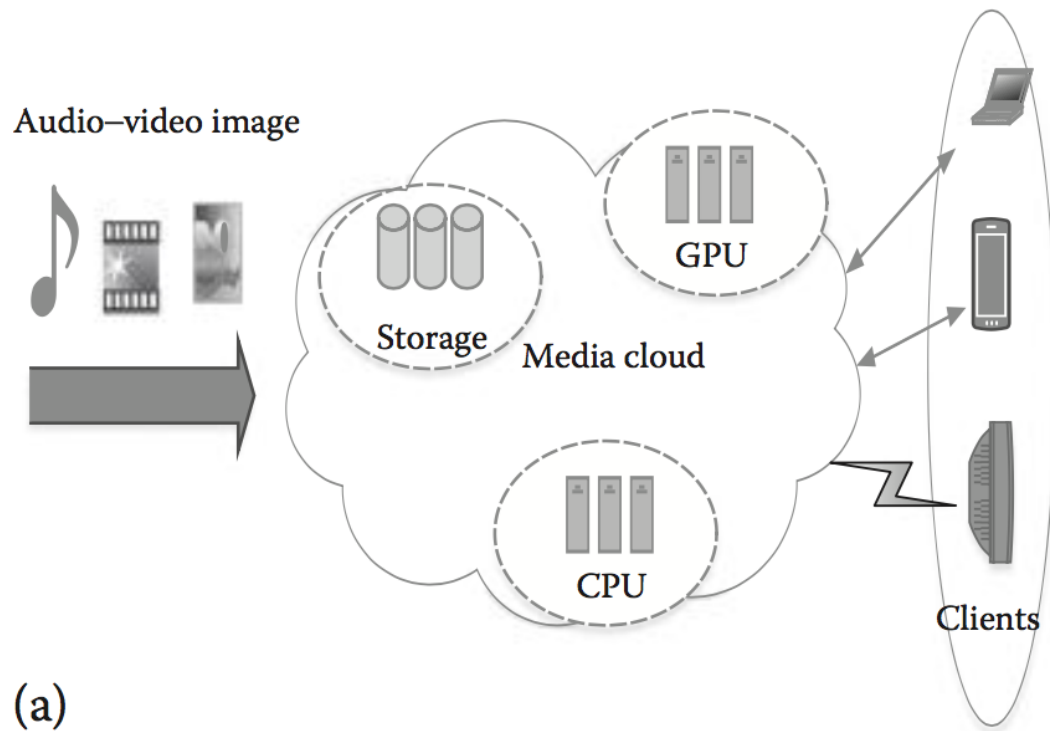 Audio–video image
GPU
Storage
Media cloud
CPU
Clients
(a)